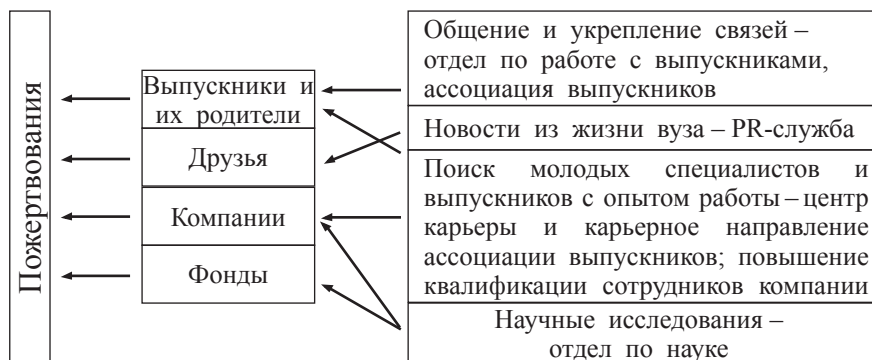 Пожертвования
Выпускники и
их родители
Друзья
Компании
Фонды
Общение и укрепление связей –
отдел по работе с выпускниками,
ассоциация выпускников
Новости из жизни вуза – PR-служба
Поиск молодых специалистов и
выпускников с опытом работы – центр
карьеры и карьерное направление
ассоциации выпускников; повышение
квалификации сотрудников компании
Научные исследования –
отдел по науке